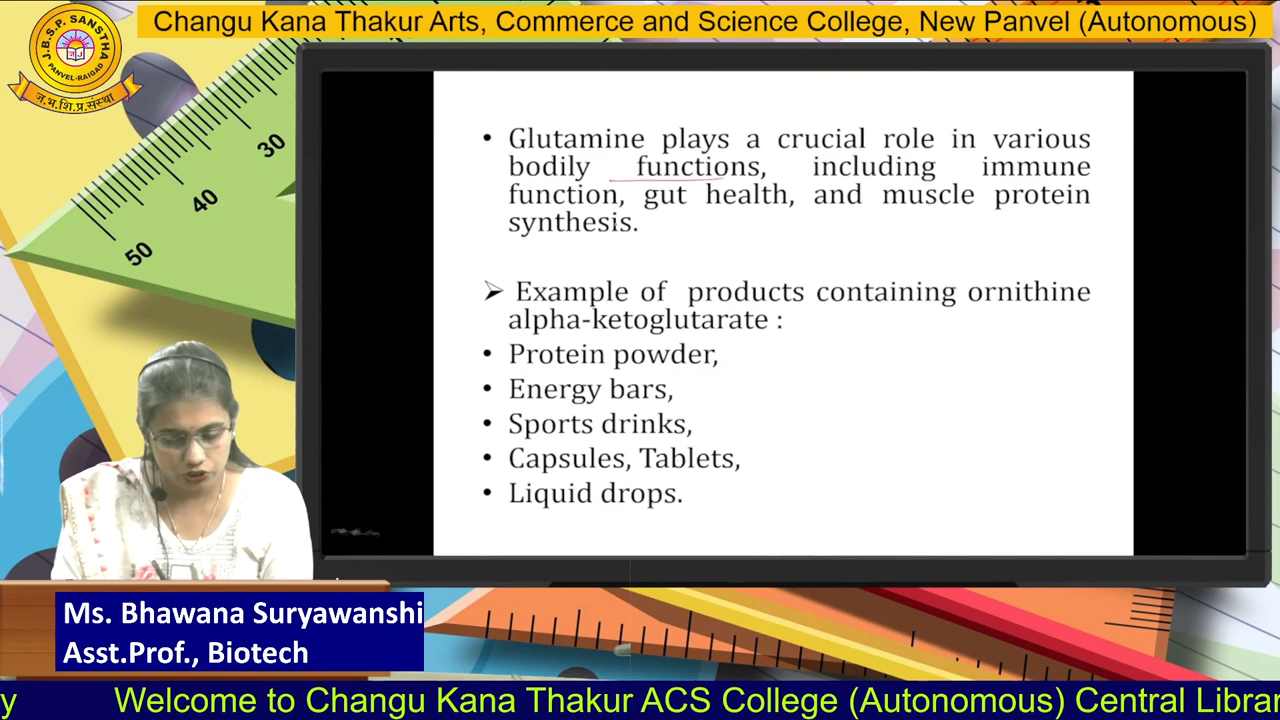 Changu Kana Thakur Arts, Commerce and Science College, New Panvel (Autonomous)
J.B.S.P. SANSTHA
PANVEL-RAIGAD
ज.भ.शि.प्र.संस्था
30
40
50
• Glutamine plays a crucial role in various
bodily functions, including immune
function, gut health, and muscle protein
synthesis.
➢ Example of products containing ornithine
alpha-ketoglutarate :
• Protein powder,
• Energy bars,
• Sports drinks,
• Capsules, Tablets,
• Liquid drops.
Ms. Bhawana Suryawanshi
Asst.Prof., Biotech
y Welcome to Changu Kana Thakur ACS College (Autonomous) Central Librar